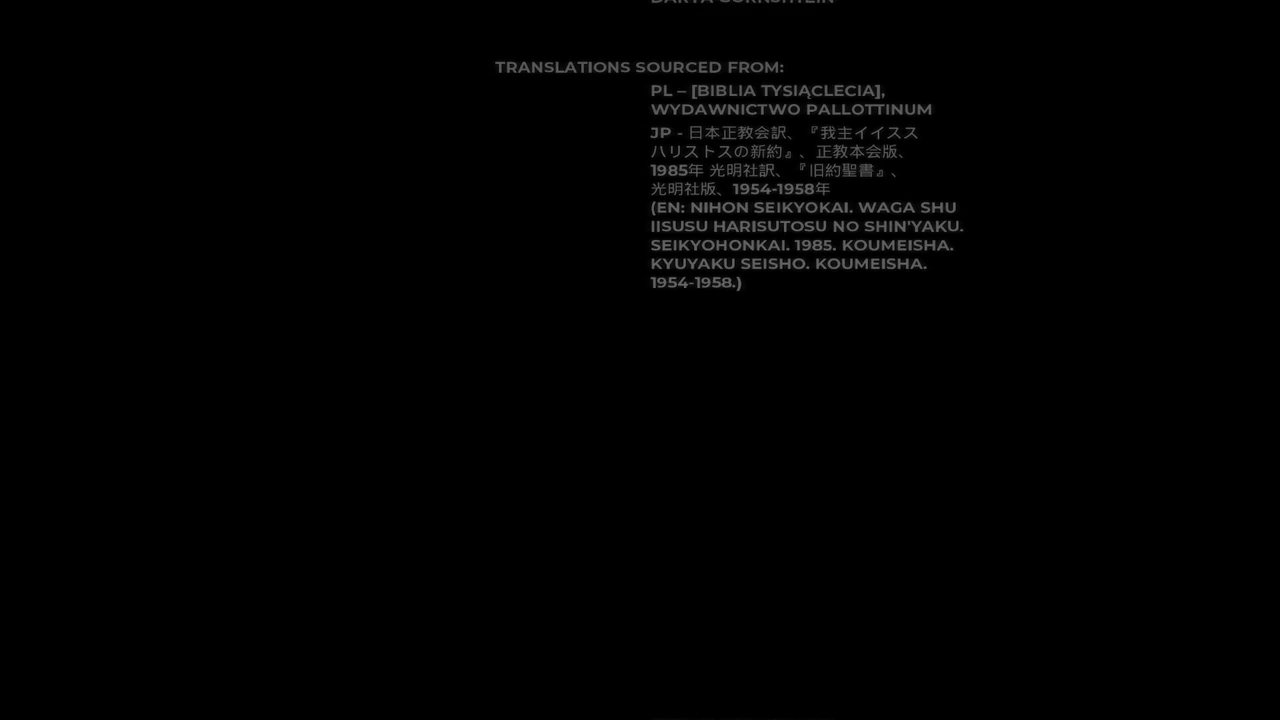 TRANSLATIONS SOURCED FROM:
PL – [BIBLIA TYSIĄCLECIA],
WYDAWNICTWO PALLOTTINUM
JP - 日本正教会訳、『我主イイスス
ハリストスの新約』、正教本会版、
1985年 光明社訳、『旧約聖書』、
光明社版、1954-1958年
(EN: NIHON SEIKYOKAI. WAGA SHU
IISUSU HARISUTOSU NO SHIN'YAKU.
SEIKYOHONKAI. 1985. KOUMEISHA.
KYUYAKU SEISHO. KOUMEISHA.
1954-1958.)